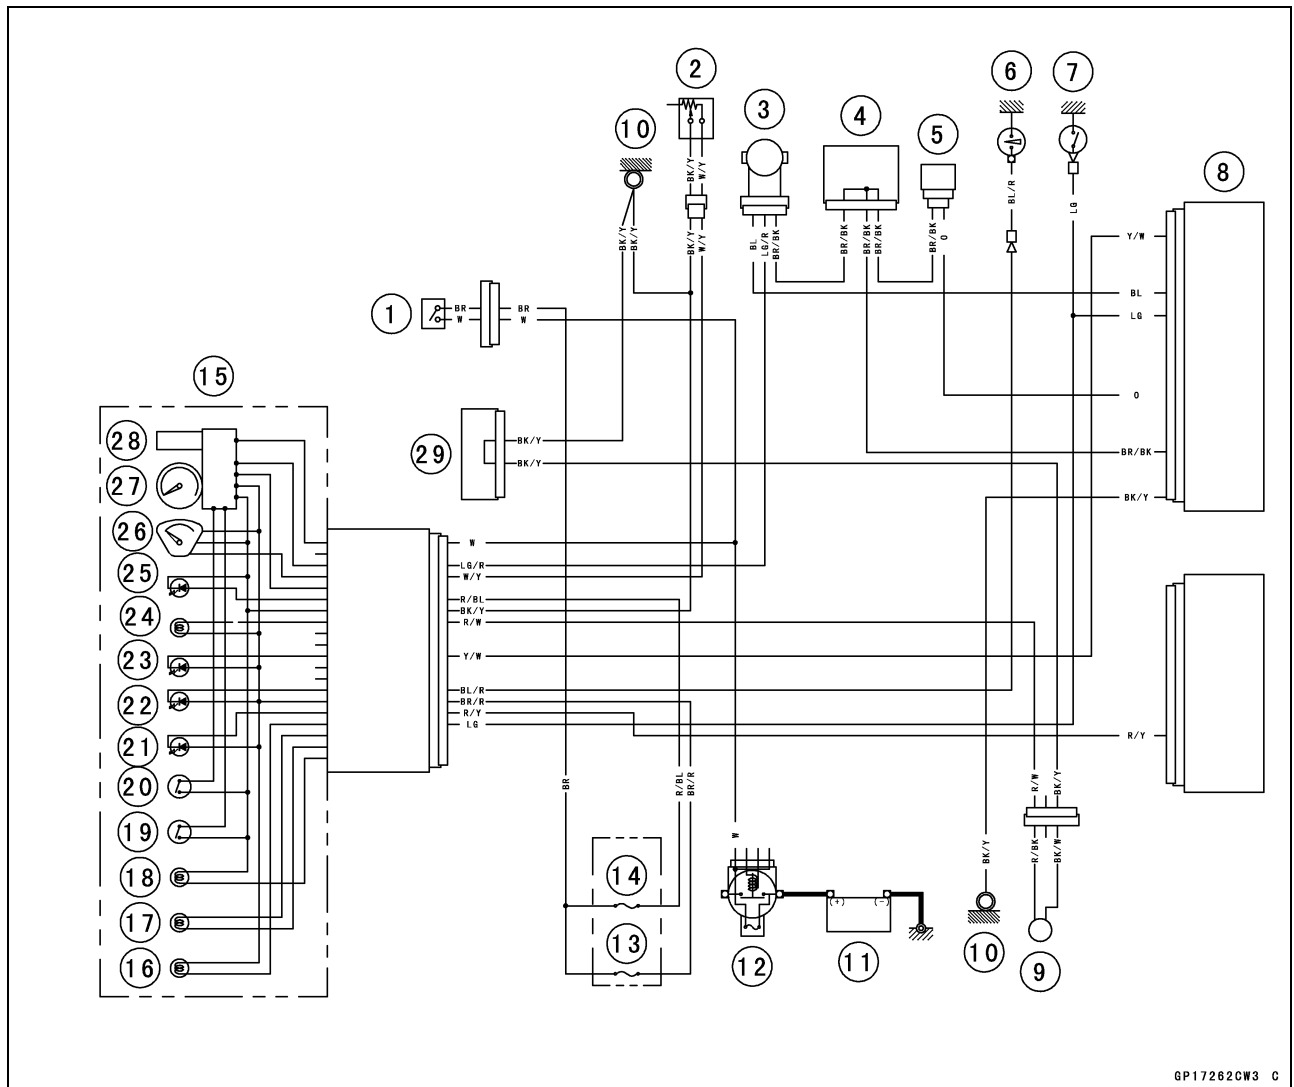 2
6
7
3
10
4
5
8
BK/Y
W/Y
BL/R
LG
BK/Y
BK/Y
BK/Y
W/Y
BL
LG/R
BR/BK
BR/BK
BR/BK
BR/BK
BR/BK
O
Y/W
1
BR
W
BR
W
BL
LG
15
O
28
29
BK/Y
BK/Y
BR/BK
27
BK/Y
26
W
LG/R
W/Y
25
R/BL
BK/Y
24
R/W
23
Y/W
22
BL/R
BR/R
R/Y
LG
21
R/Y
20
BR
R/BL
BR/R
R/W
BK/Y
19
W
BK/Y
R/BK
BK/W
18
14
(+)
(-)
17
13
16
12
11
10
9
GP17262CW3 C